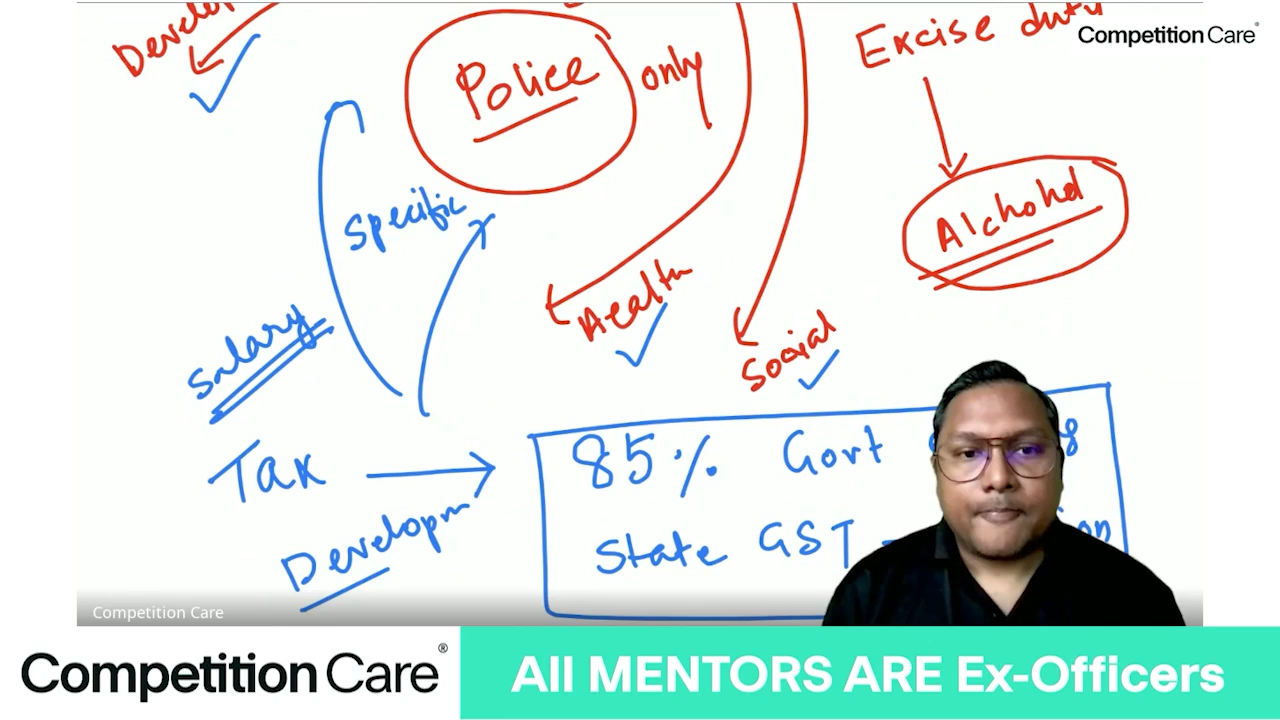 Excise duty
Competition Care
Police only
Alchohd
Specific
Health
Salary
Social
85% Govt
Tax
State GST -
Developm
Competition Care
Competition Care®
All MENTORS ARE Ex-Officers